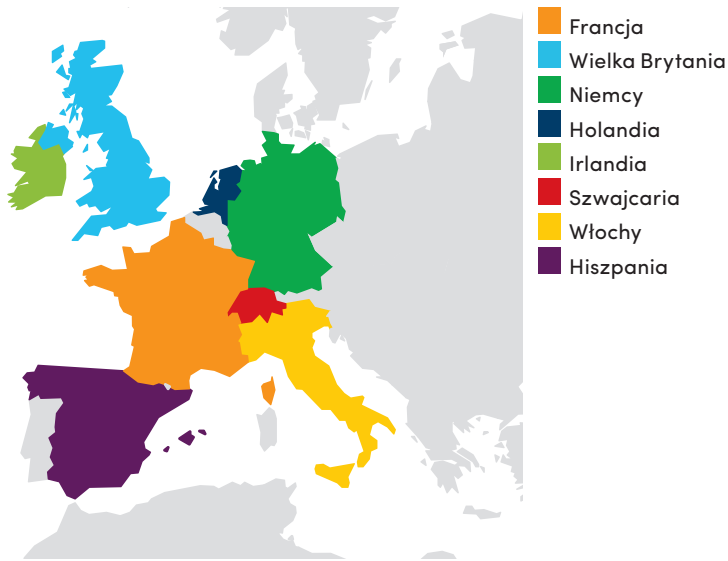 Francja
Wielka Brytania
Niemcy
Holandia
Irlandia
Szwajcaria
Włochy
Hiszpania